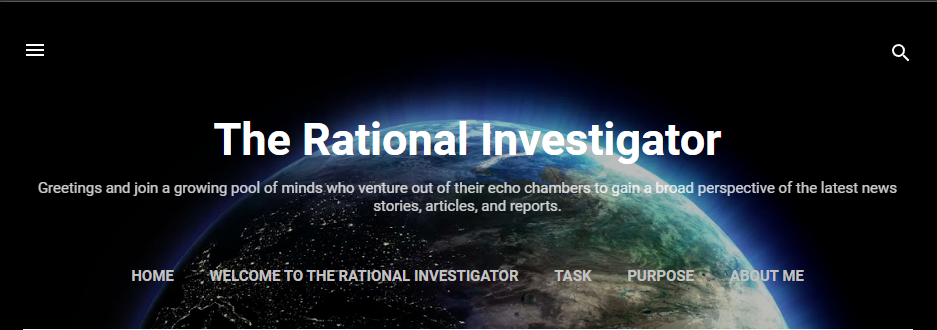 The Rational Investigator
Greetings and join a growing pool of minds who venture out of their echo chambers to gain a broad perspective of the latest news
stories, articles, and reports.
HOME WELCOME TO THE RATIONAL INVESTIGATOR TASK PURPOSE ABOUT ME